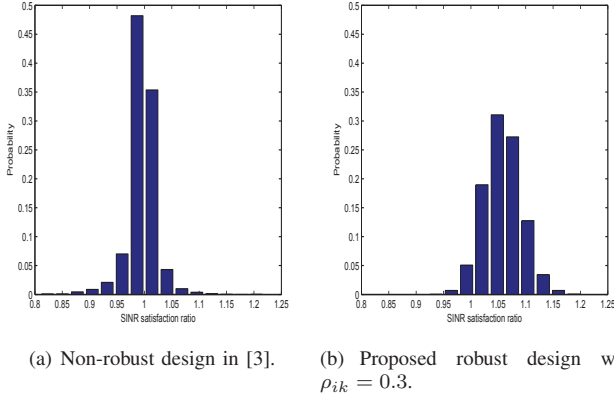 0.5
0.45
0.4
0.35
0.3
0.25
0.2
0.15
0.1
0.05
0
Probability
0.8 0.85 0.9 0.95 1 1.05 1.1 1.15 1.2 1.25
SINR satisfaction ratio
(a) Non-robust design in [3].
0.5
0.45
0.4
0.35
0.3
0.25
0.2
0.15
0.1
0.05
0
Probability
0.8 0.85 0.9 0.95 1 1.05 1.1 1.15 1.2 1.25
SINR satisfaction ratio
(b) Proposed robust design w
ρik = 0.3.